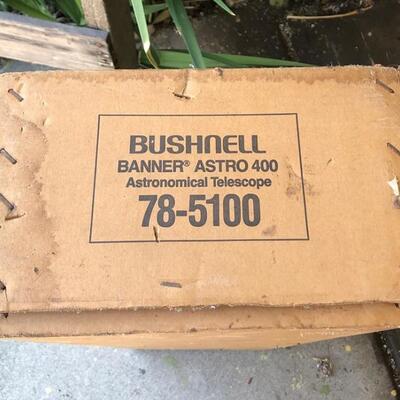 BUSHNELL
BANNER® ASTRO 400
Astronomical Telescope
78-5100